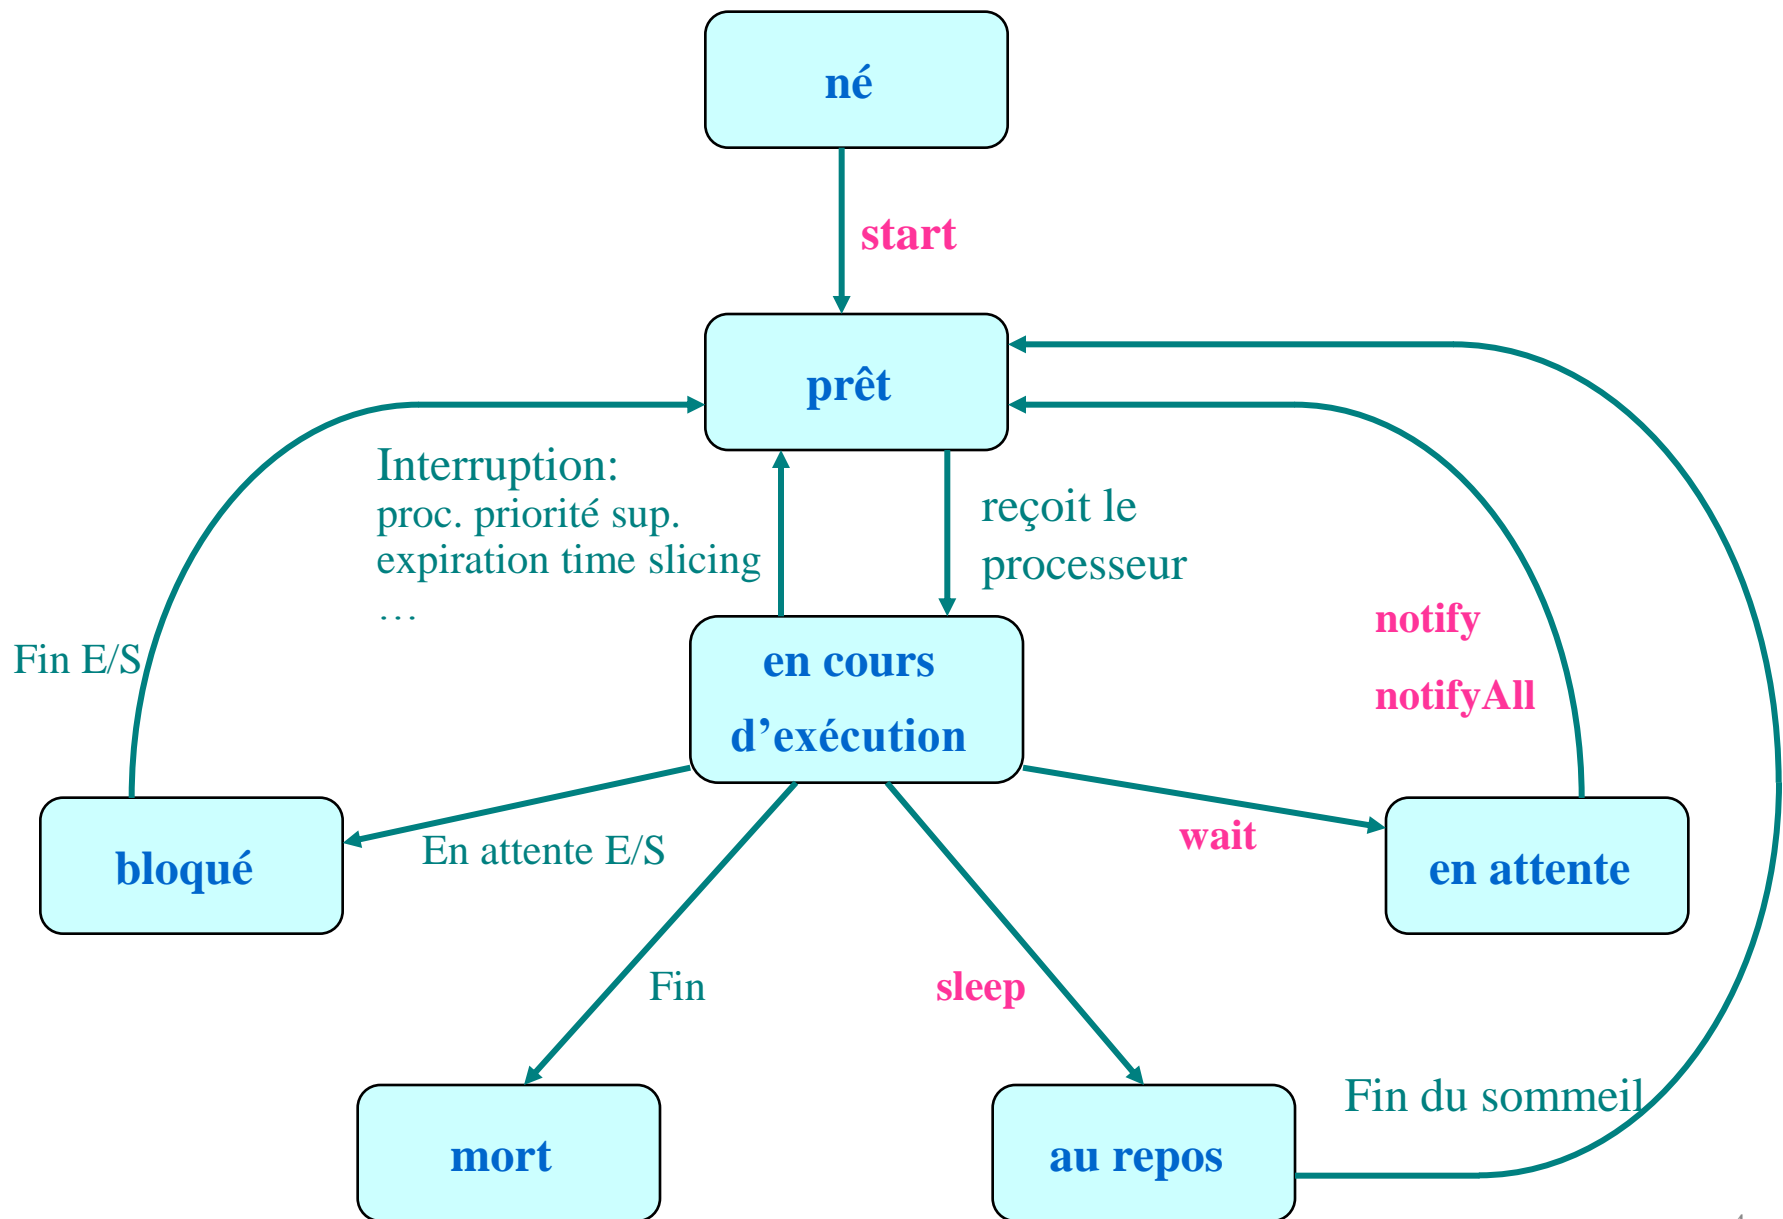 né
start
prêt
Interruption:
proc. priorité sup.
expiration time slicing
…
reçoit le
processeur
notify
notifyAll
Fin E/S
en cours
d’exécution
En attente E/S
wait
bloqué
en attente
Fin
sleep
Fin du sommeil
mort
au repos